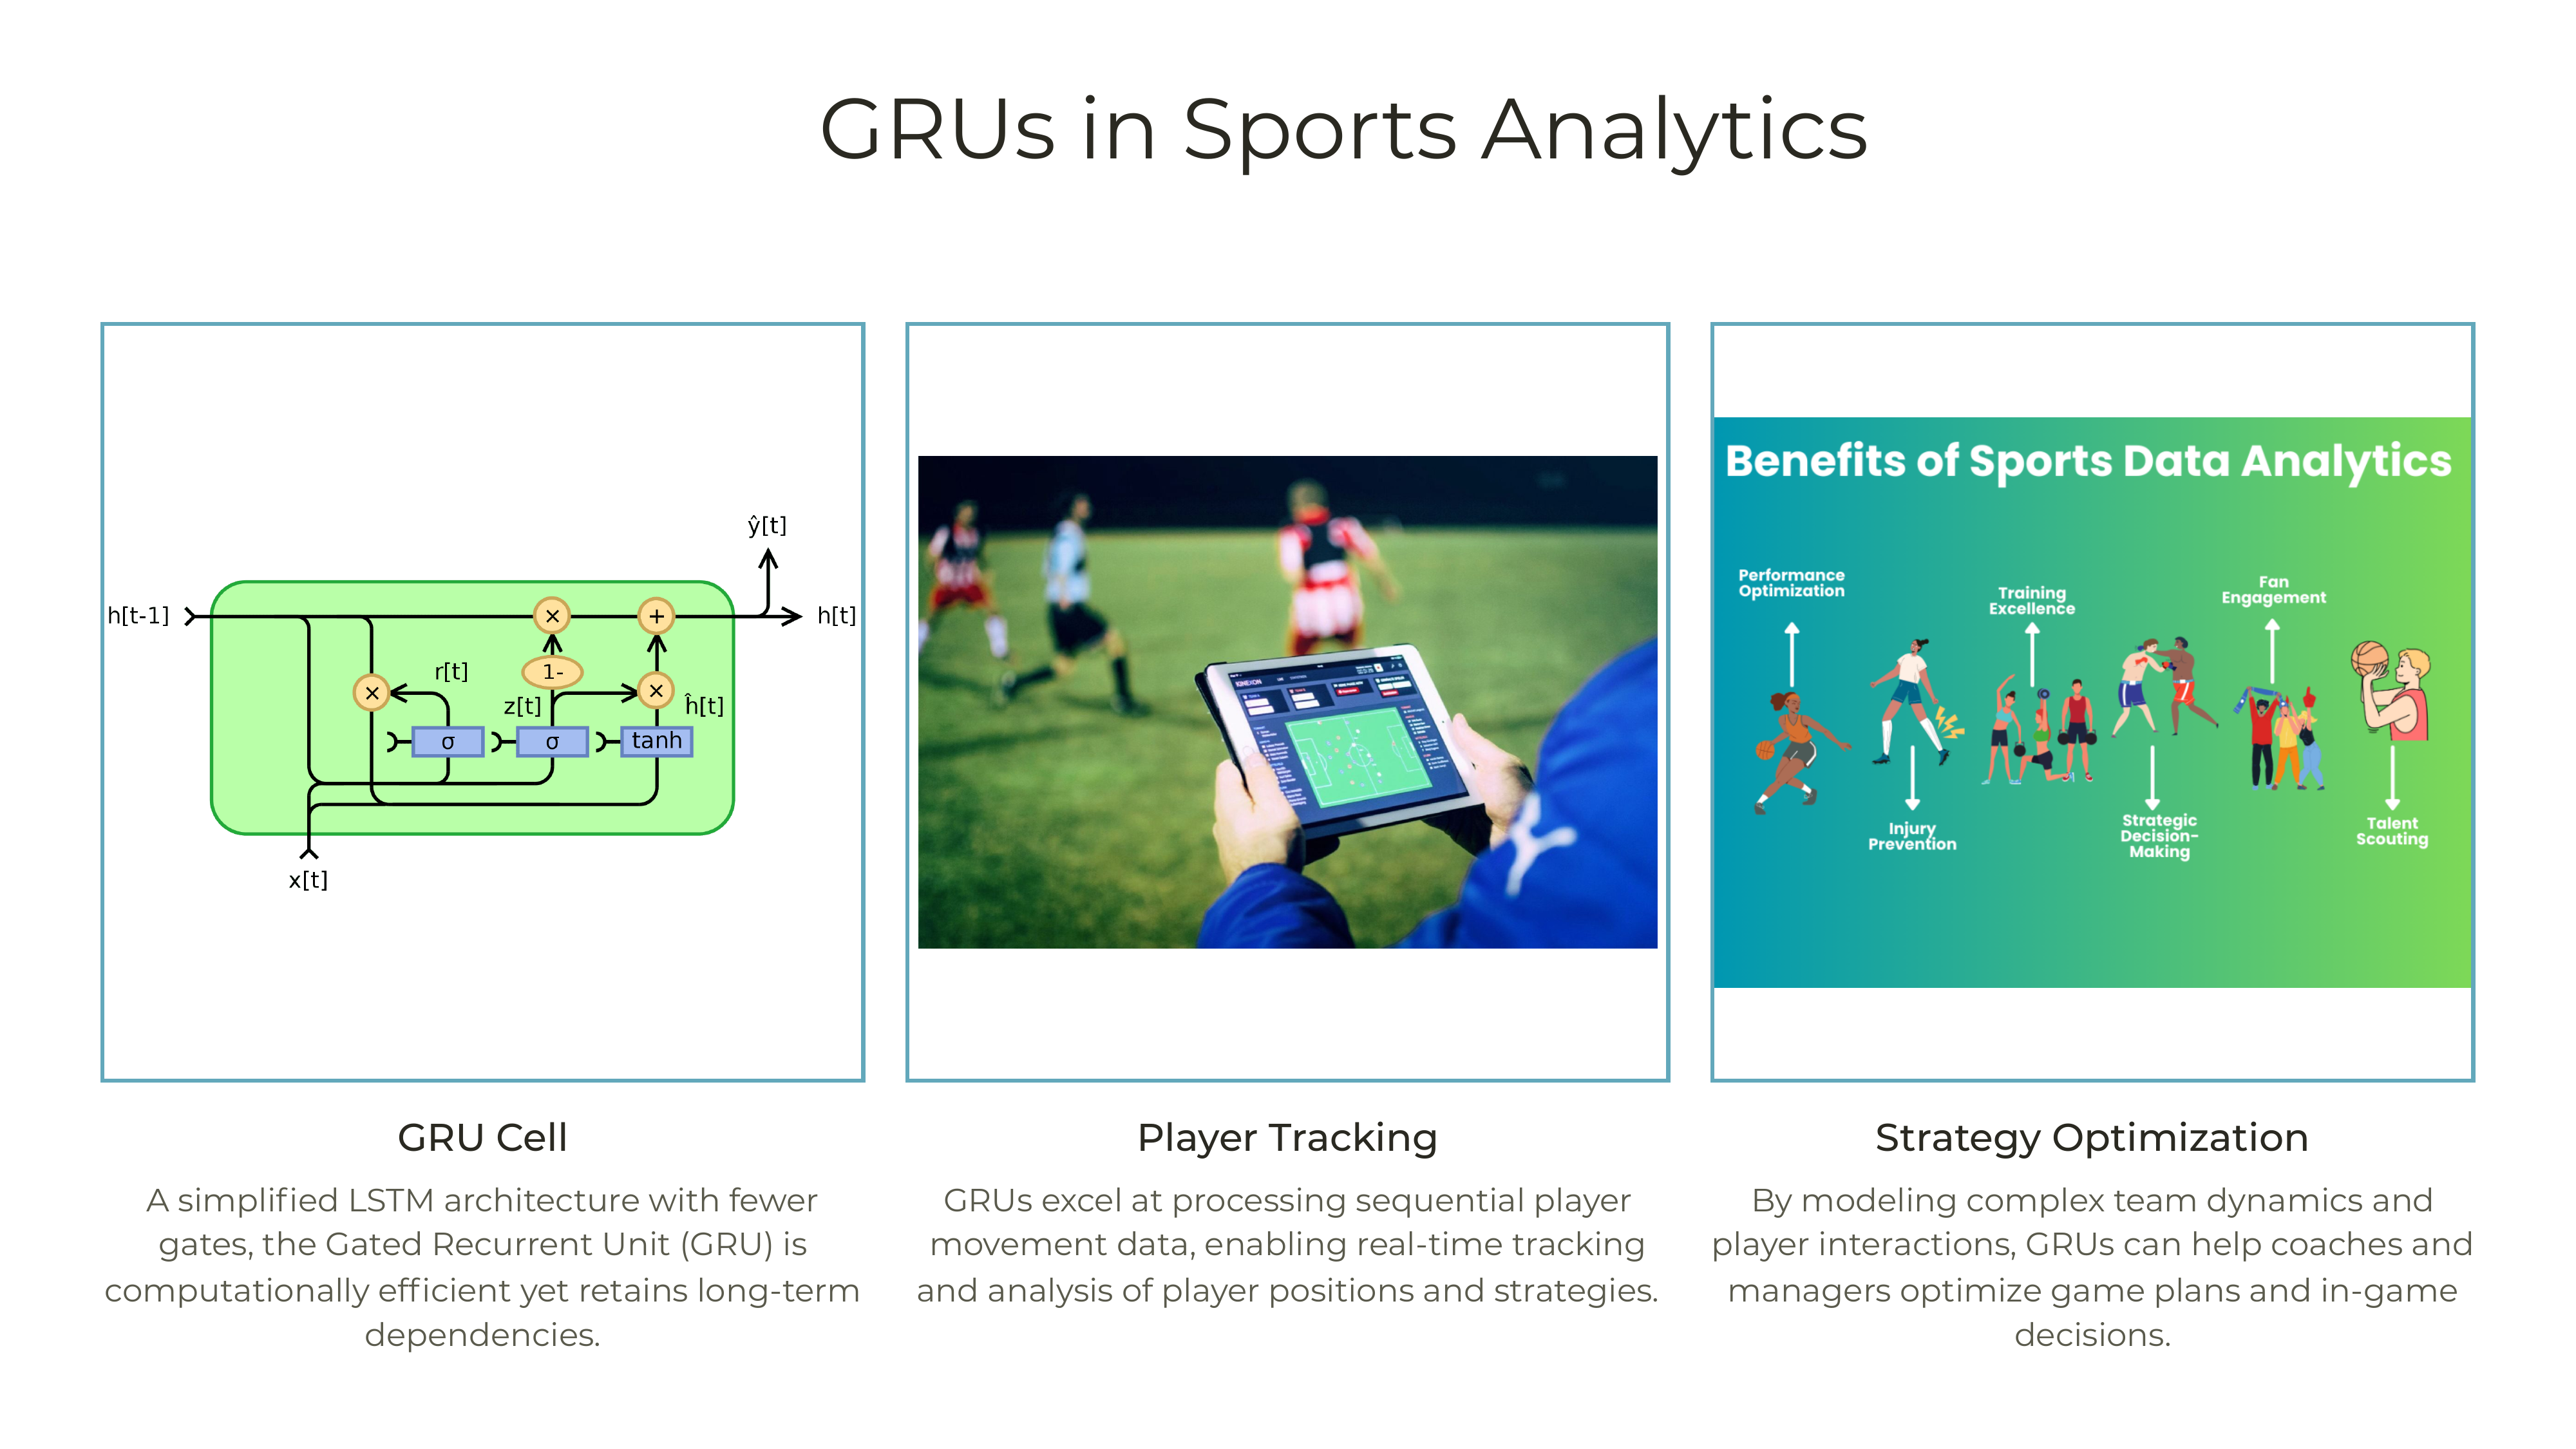 GRUs in Sports Analytics
ŷ[t]
h[t-1]
h[t]
×
+
1-
r[t]
×
×
z[t]
ĥ[t]
σ
σ
tanh
x[t]
KINEXON
Benefits of Sports Data Analytics
Performance
Optimization
Training
Excellence
Fan
Engagement
Injury
Prevention
Strategic
Decision-
Making
Talent
Scouting
GRU Cell
A simplified LSTM architecture with fewer
gates, the Gated Recurrent Unit (GRU) is
computationally efficient yet retains long-term
dependencies.
Player Tracking
GRUs excel at processing sequential player
movement data, enabling real-time tracking
and analysis of player positions and strategies.
Strategy Optimization
By modeling complex team dynamics and
player interactions, GRUs can help coaches and
managers optimize game plans and in-game
decisions.